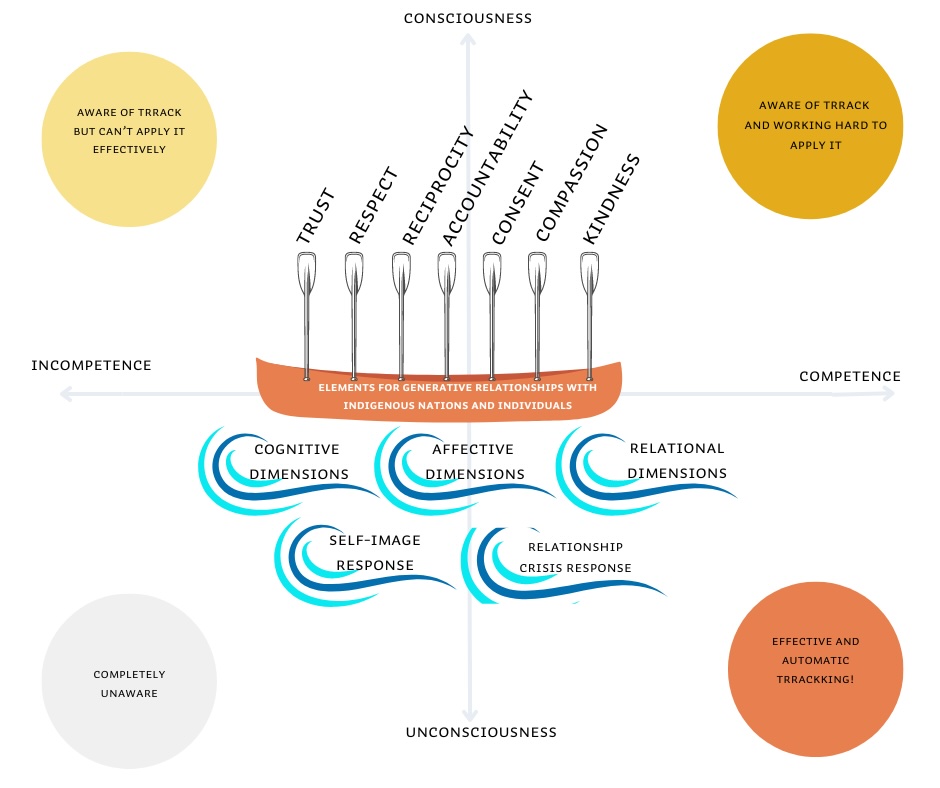 CONSCIOUSNESS
AWARE OF TRRACK
BUT CAN'T APPLY IT
EFFECTIVELY
AWARE OF TRRACK
AND WORKING HARD TO
APPLY IT
TRUST
RESPECT
RECIPROCITY
ACCOUNTABILITY
CONSENT
COMPASSION
KINDNESS
INCOMPETENCE
COMPETENCE
ELEMENTS FOR GENERATIVE RELATIONSHIPS WITH
INDIGENOUS NATIONS AND INDIVIDUALS
COGNITIVE
DIMENSIONS
AFFECTIVE
DIMENSIONS
RELATIONAL
DIMENSIONS
SELF-IMAGE
RESPONSE
RELATIONSHIP
CRISIS RESPONSE
COMPLETELY
UNAWARE
EFFECTIVE AND
AUTOMATIC
TRRACKKING!
UNCONSCIOUSNESS